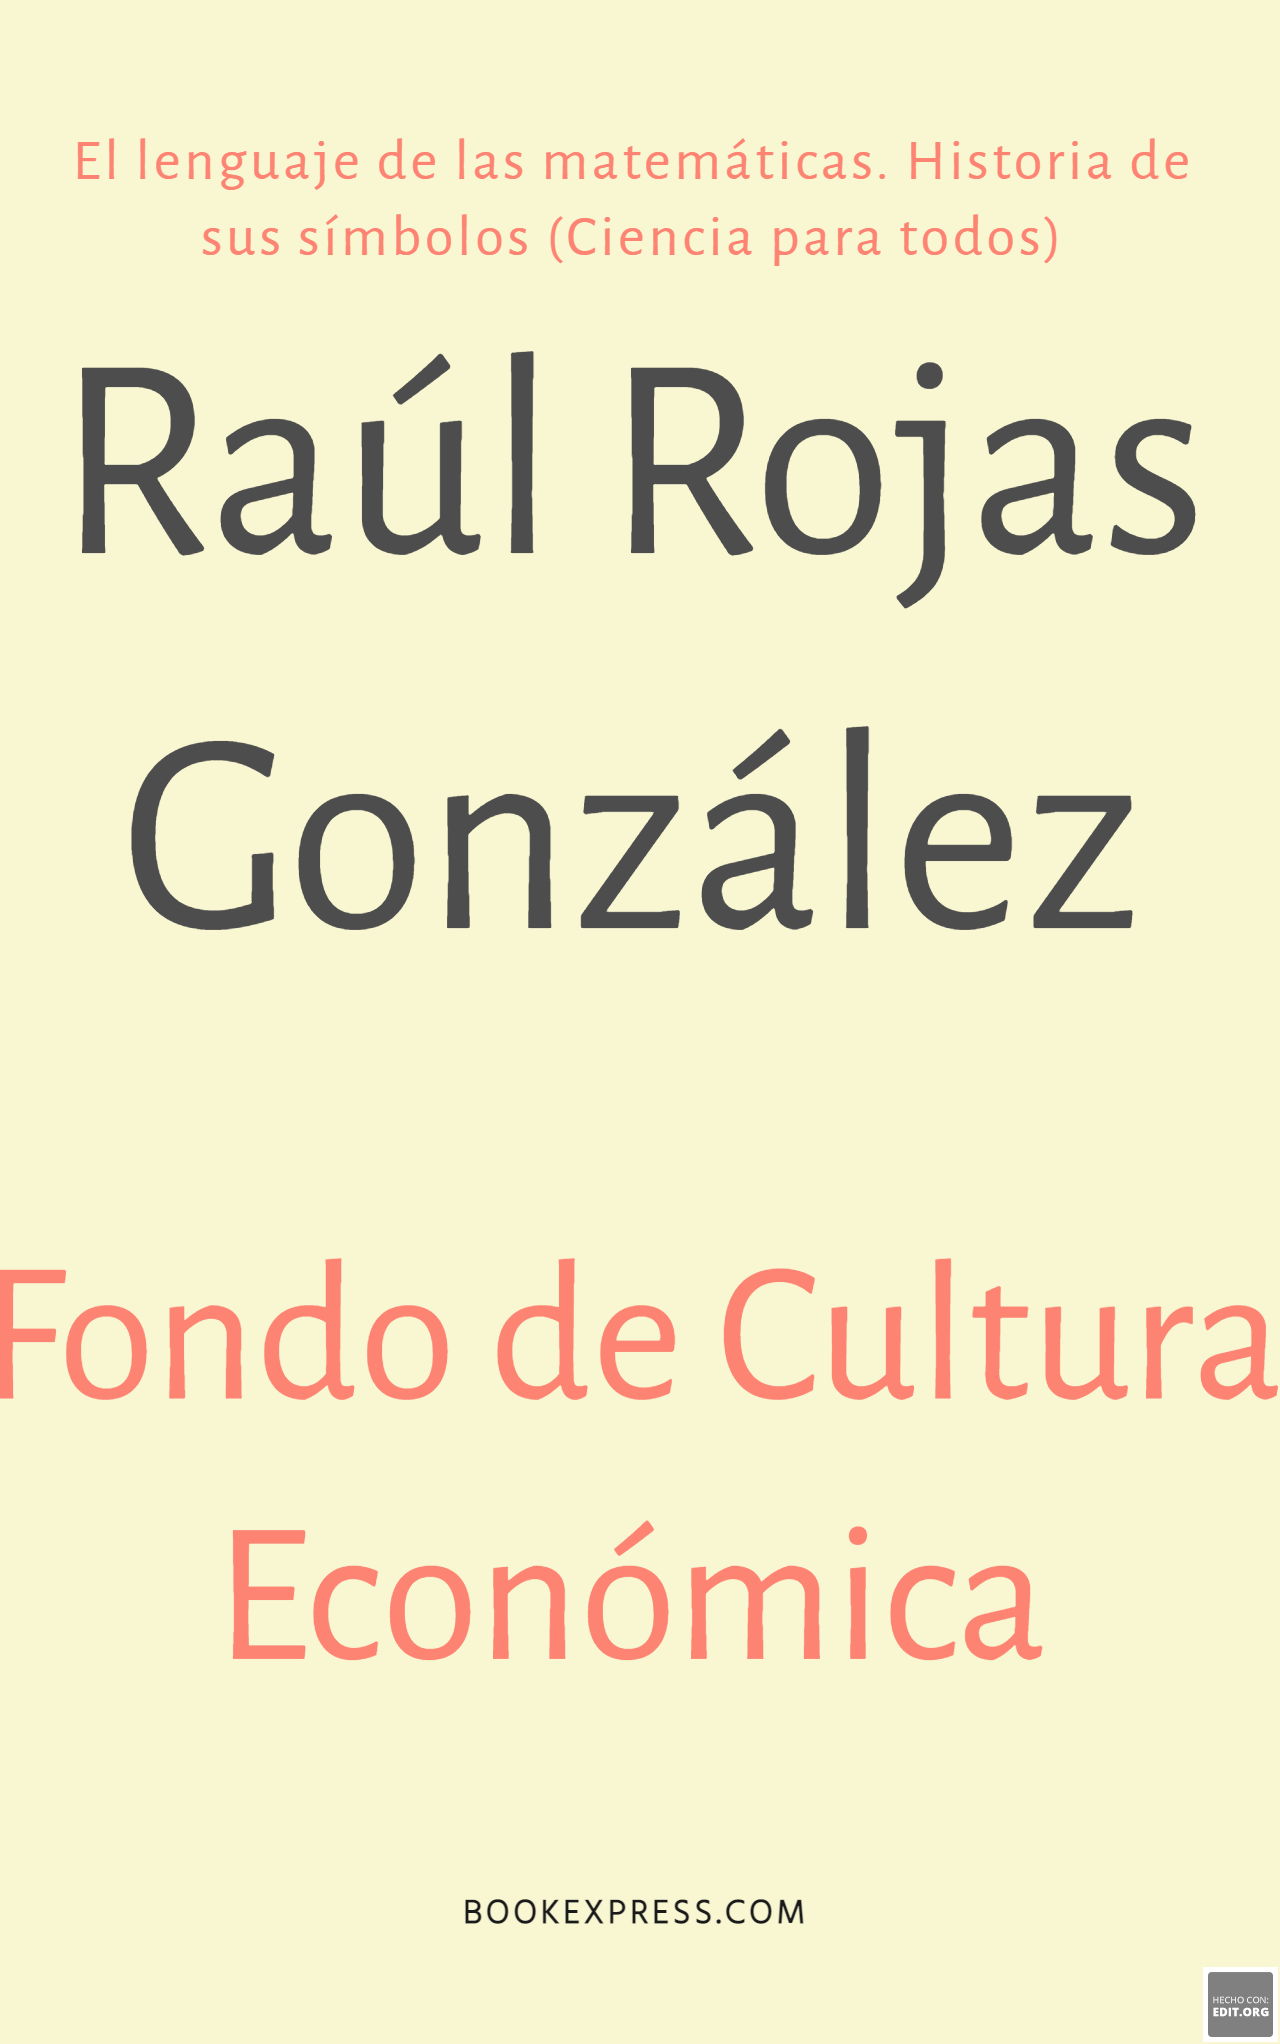 El lenguaje de las matemáticas. Historia de
sus símbolos (Ciencia para todos)
Raúl Rojas
González
Fondo de Cultura
Económica
BOOKEXPRESS.COM
HECHO CON:
EDIT.ORG